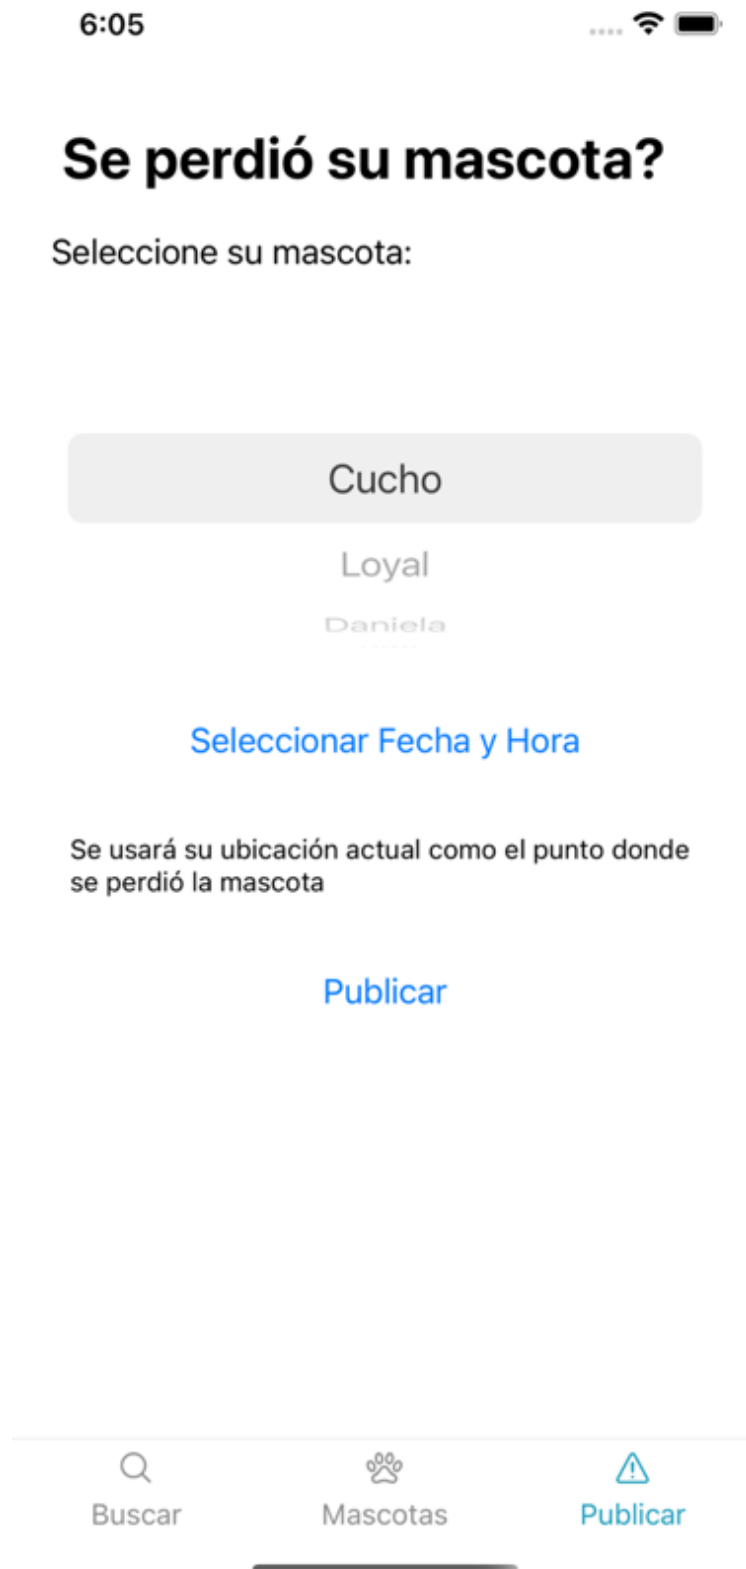 6:05
Se perdió su mascota?
Seleccione su mascota:
Cucho
Loyal
Daniela
Seleccionar Fecha y Hora
Se usará su ubicación actual como el punto donde
se perdió la mascota
Publicar
Buscar
Mascotas
Publicar